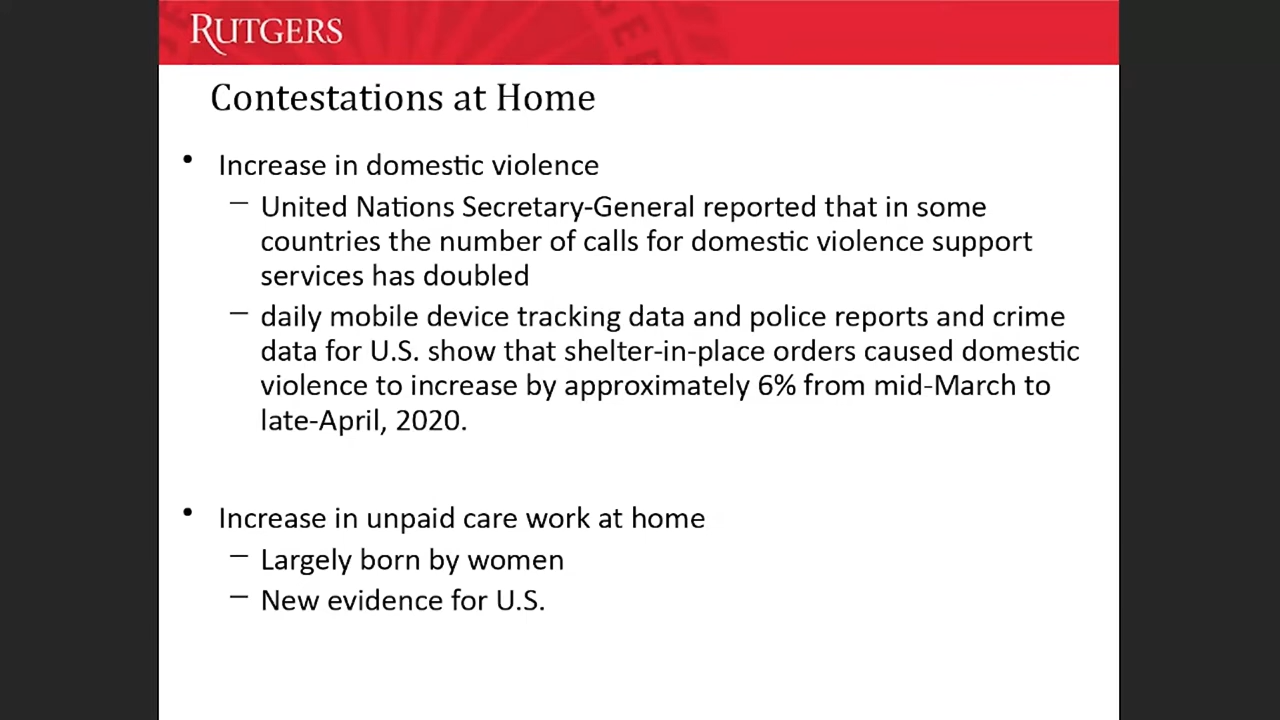 RUTGERS
Contestations at Home
• Increase in domestic violence
– United Nations Secretary-General reported that in some
countries the number of calls for domestic violence support
services has doubled
– daily mobile device tracking data and police reports and crime
data for U.S. show that shelter-in-place orders caused domestic
violence to increase by approximately 6% from mid-March to
late-April, 2020.
• Increase in unpaid care work at home
– Largely born by women
– New evidence for U.S.